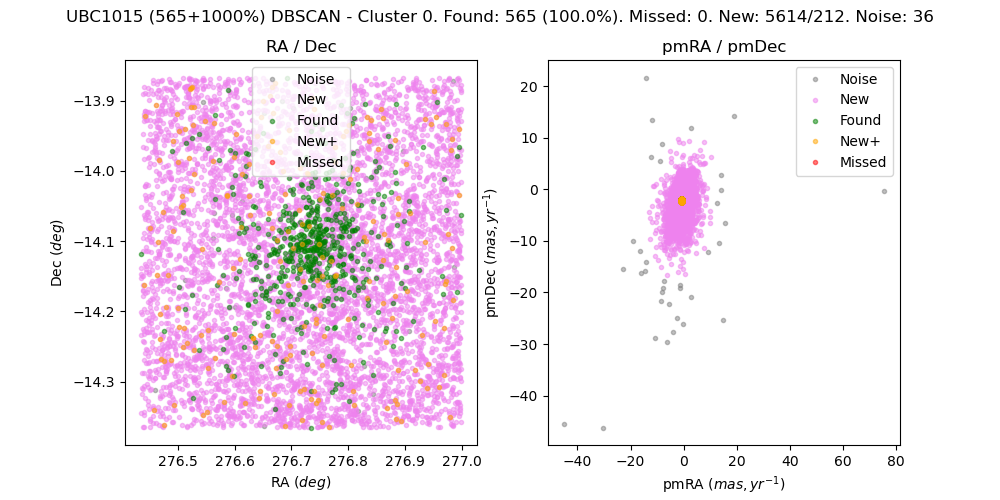 UBC1015 (565+1000%) DBSCAN - Cluster 0. Found: 565 (100.0%). Missed: 0. New: 5614/212. Noise: 36
RA / Dec
pmRA / pmDec
Noise
New
Found
New+
Missed
Noise
New
Found
New+
Missed
−13.9
−14.0
−14.1
−14.2
−14.3
Dec (deg)
276.5 276.6 276.7 276.8 276.9 277.0
RA (deg)
20
10
0
−10
−20
−30
−40
pmDec (mas, yr⁻¹)
−40 −20 0 20 40 60 80
pmRA (mas, yr⁻¹)